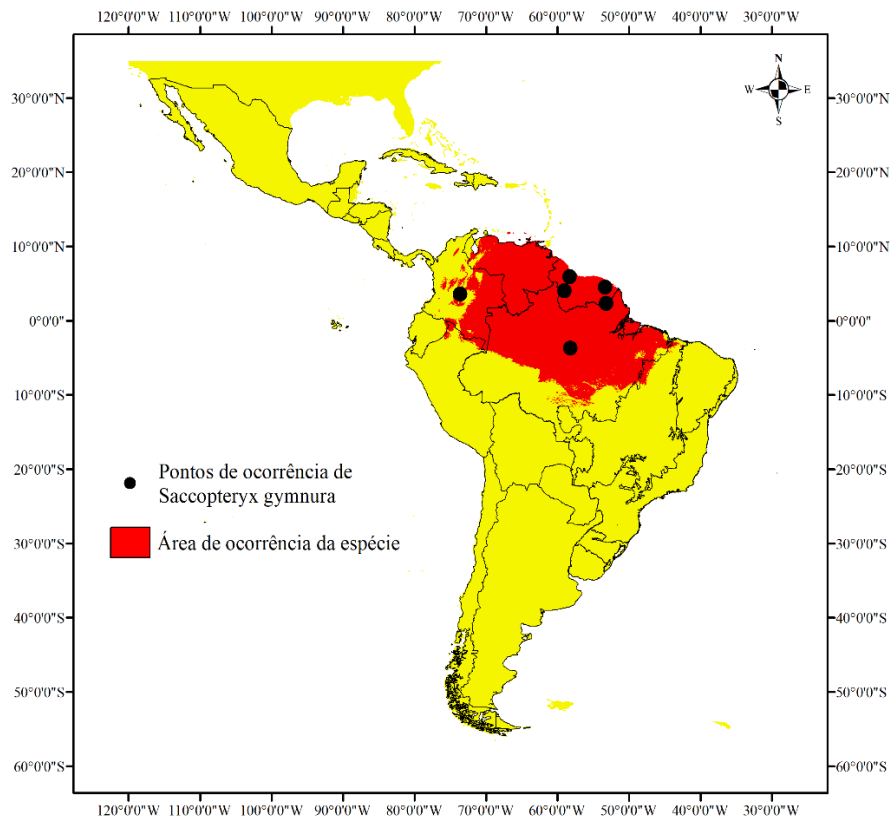 120°0'0"W 110°0'0"W 100°0'0"W 90°0'0"W 80°0'0"W 70°0'0"W 60°0'0"W 50°0'0"W 40°0'0"W 30°0'0"W
N
W E
S
30°0'0"N 30°0'0"N
20°0'0"N 20°0'0"N
10°0'0"N 10°0'0"N
0°0'0" 0°0'0"
10°0'0"S 10°0'0"S
20°0'0"S 20°0'0"S
30°0'0"S 30°0'0"S
40°0'0"S 40°0'0"S
50°0'0"S 50°0'0"S
60°0'0"S 60°0'0"S
Pontos de ocorrência de
Saccopteryx gymnura
Área de ocorrência da espécie
120°0'0"W 110°0'0"W 100°0'0"W 90°0'0"W 80°0'0"W 70°0'0"W 60°0'0"W 50°0'0"W 40°0'0"W 30°0'0"W